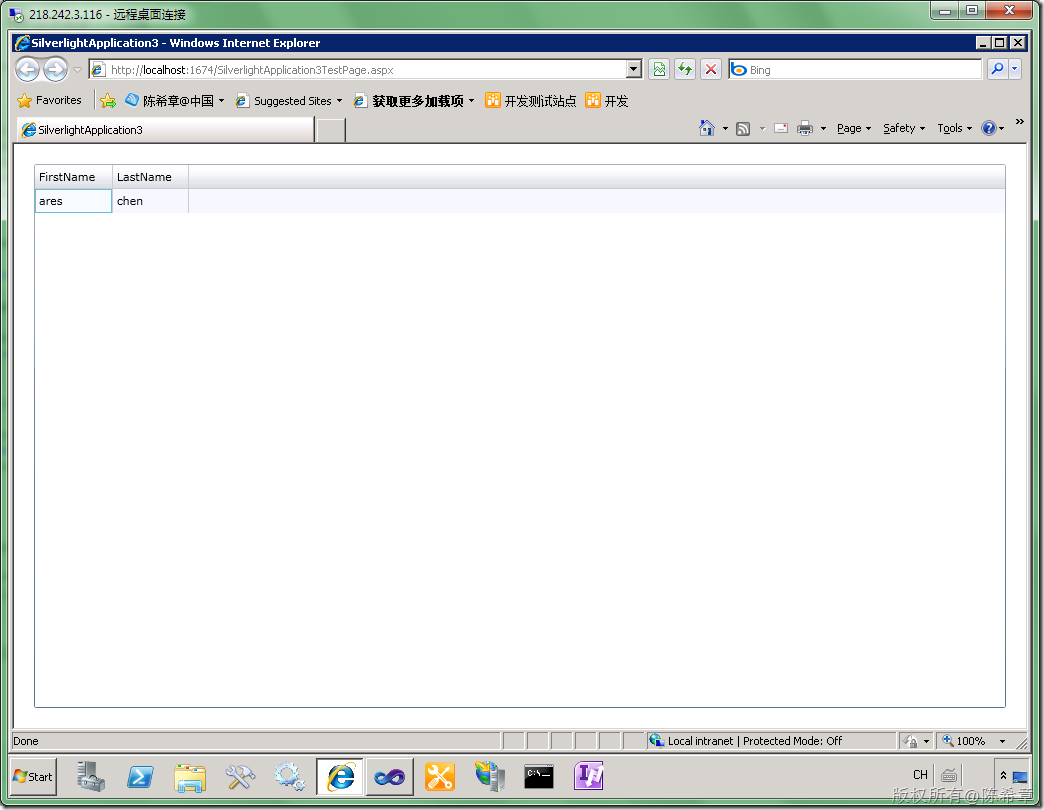 218.242.3.116 - 远程桌面连接
SilverlightApplication3 - Windows Internet Explorer
http://localhost:1674/SilverlightApplication3TestPage.aspx
Bing
Favorites 陈希章@中国 Suggested Sites 获取更多加载项 开发测试站点 开发
SilverlightApplication3
Page Safety Tools
FirstName LastName
ares chen
Done
Local intranet | Protected Mode: Off
100%
Start
C:\
CH
版权所有@陈希章